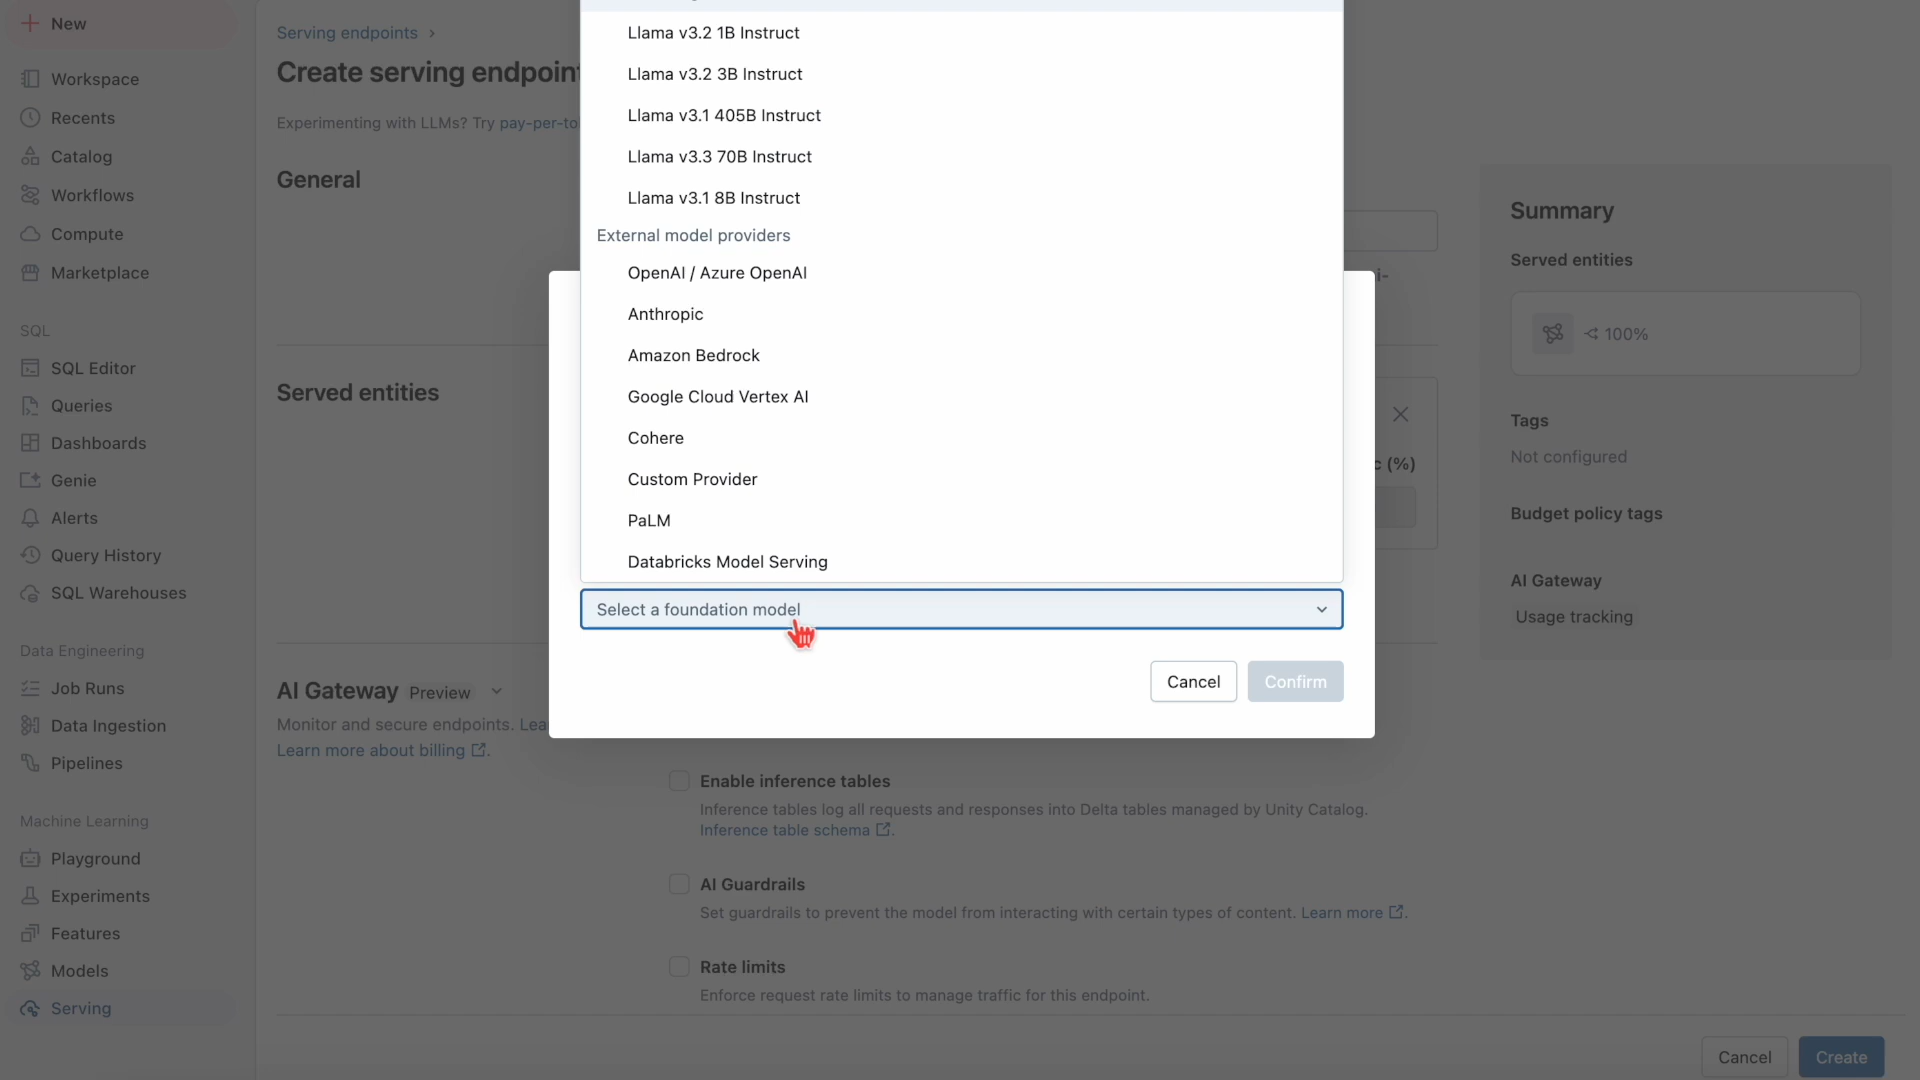 New
Workspace
Recents
Catalog
Workflows
Compute
Marketplace
SQL
SQL Editor
Queries
Dashboards
Genie
Alerts
Query History
SQL Warehouses
Data Engineering
Job Runs
Data Ingestion
Pipelines
Machine Learning
Playground
Experiments
Features
Models
Serving
Serving endpoints ›
Create serving endpoint
Experimenting with LLMs? Try pay-per-to
General
Served entities
AI Gateway Preview
Monitor and secure endpoints. Lea
Learn more about billing.
Llama v3.2 1B Instruct
Llama v3.2 3B Instruct
Llama v3.1 405B Instruct
Llama v3.3 70B Instruct
Llama v3.1 8B Instruct
External model providers
OpenAI / Azure OpenAI
Anthropic
Amazon Bedrock
Google Cloud Vertex AI
Cohere
Custom Provider
PaLM
Databricks Model Serving
Select a foundation model
Cancel
Confirm
i-
c (%)
Enable inference tables
Inference tables log all requests and responses into Delta tables managed by Unity Catalog.
Inference table schema.
AI Guardrails
Set guardrails to prevent the model from interacting with certain types of content. Learn more.
Rate limits
Enforce request rate limits to manage traffic for this endpoint.
Summary
Served entities
100%
Tags
Not configured
Budget policy tags
AI Gateway
Usage tracking
Cancel
Create